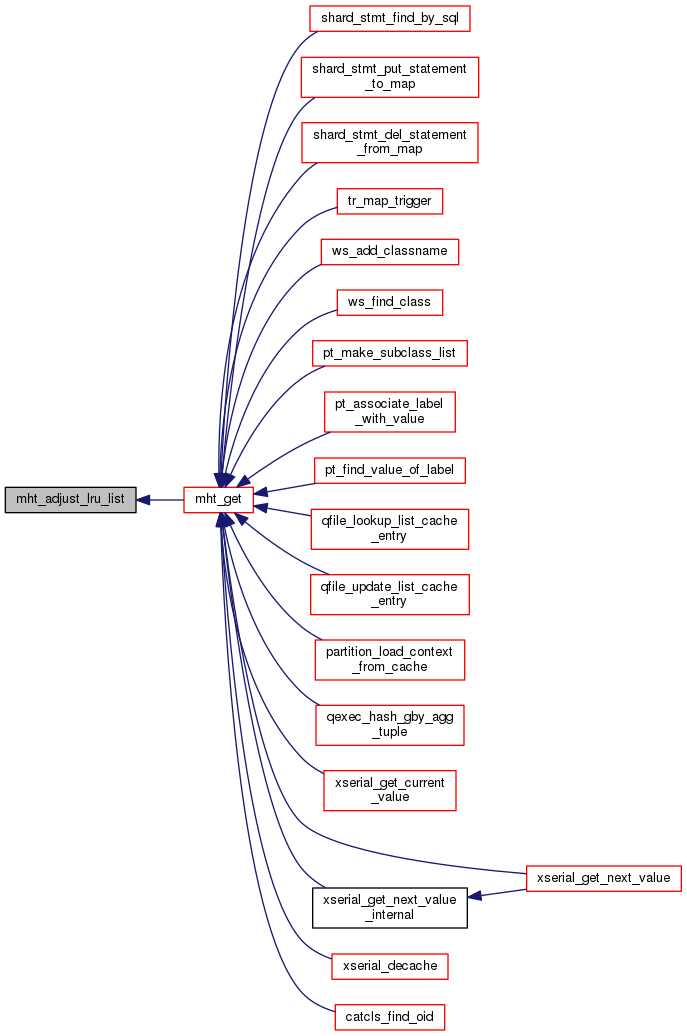 shard_stmt_find_by_sql
shard_stmt_put_statement
_to_map
shard_stmt_del_statement
_from_map
tr_map_trigger
ws_add_classname
ws_find_class
pt_make_subclass_list
pt_associate_label
_with_value
pt_find_value_of_label
mht_adjust_lru_list
mht_get
qfile_lookup_list_cache
_entry
qfile_update_list_cache
_entry
partition_load_context
_from_cache
qexec_hash_gby_agg
_tuple
xserial_get_current
_value
xserial_get_next_value
xserial_get_next_value
_internal
xserial_decache
catcls_find_oid